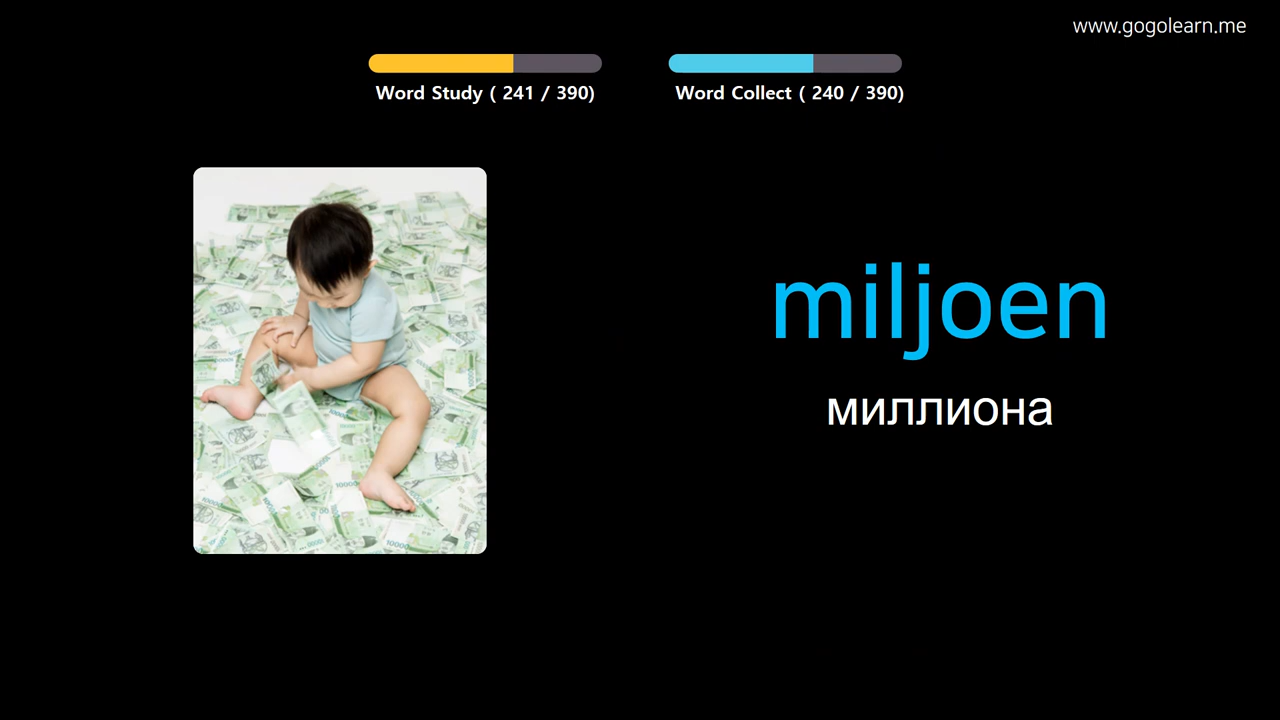 www.gogolearn.me
Word Study ( 241 / 390)
Word Collect ( 240 / 390)
miljoen
миллиона